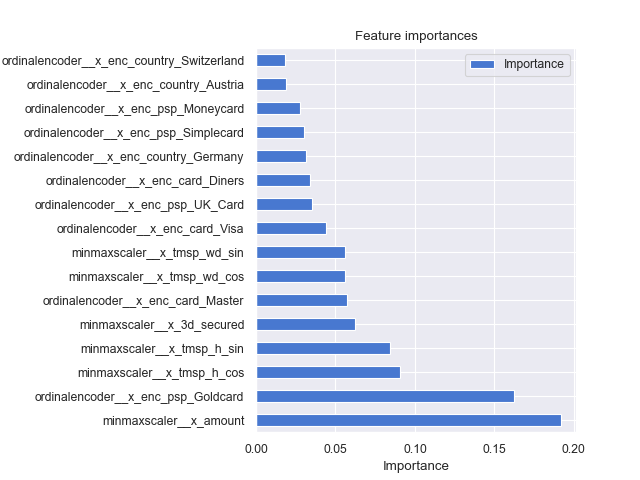 Feature importances
Importance
ordinalencoder__x_enc_country_Switzerland
ordinalencoder__x_enc_country_Austria
ordinalencoder__x_enc_psp_Moneycard
ordinalencoder__x_enc_psp_Simplecard
ordinalencoder__x_enc_country_Germany
ordinalencoder__x_enc_card_Diners
ordinalencoder__x_enc_psp_UK_Card
ordinalencoder__x_enc_card_Visa
minmaxscaler__x_tmsp_wd_sin
minmaxscaler__x_tmsp_wd_cos
ordinalencoder__x_enc_card_Master
minmaxscaler__x_3d_secured
minmaxscaler__x_tmsp_h_sin
minmaxscaler__x_tmsp_h_cos
ordinalencoder__x_enc_psp_Goldcard
minmaxscaler__x_amount
0.00 0.05 0.10 0.15 0.20
Importance